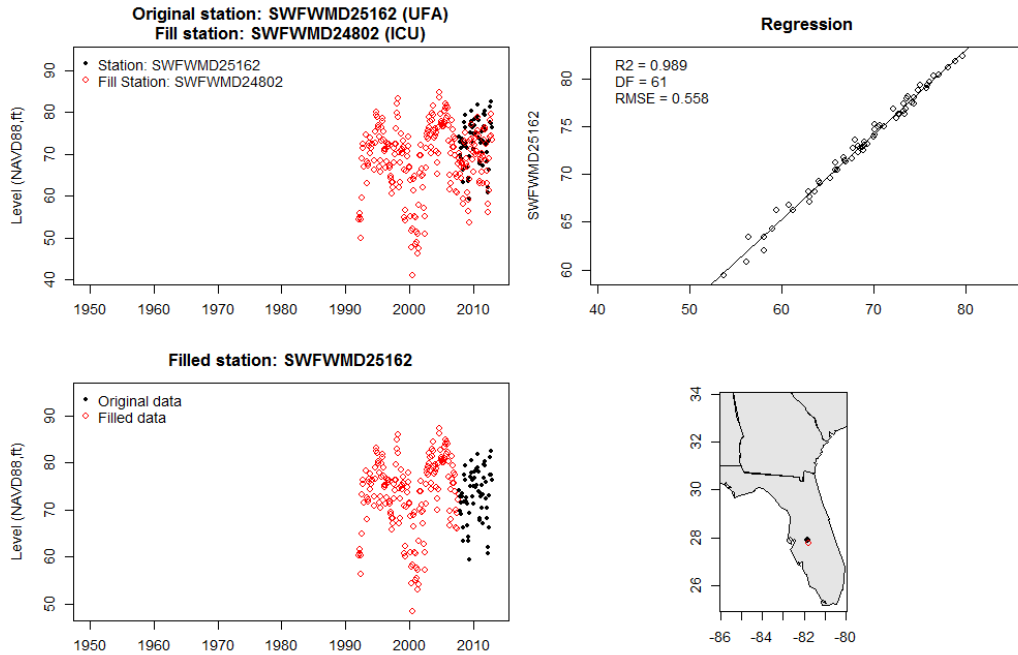 Original station: SWFWMD25162 (UFA)
Fill station: SWFWMD24802 (ICU)
Station: SWFWMD25162
Fill Station: SWFWMD24802
Level (NAVD88,ft)
90
80
70
60
50
40
1950 1960 1970 1980 1990 2000 2010
Regression
R2 = 0.989
DF = 61
RMSE = 0.558
SWFWMD25162
80
75
70
65
60
40 50 60 70 80
Filled station: SWFWMD25162
Original data
Filled data
Level (NAVD88,ft)
90
80
70
60
50
1950 1960 1970 1980 1990 2000 2010
34
32
30
28
26
-86 -84 -82 -80